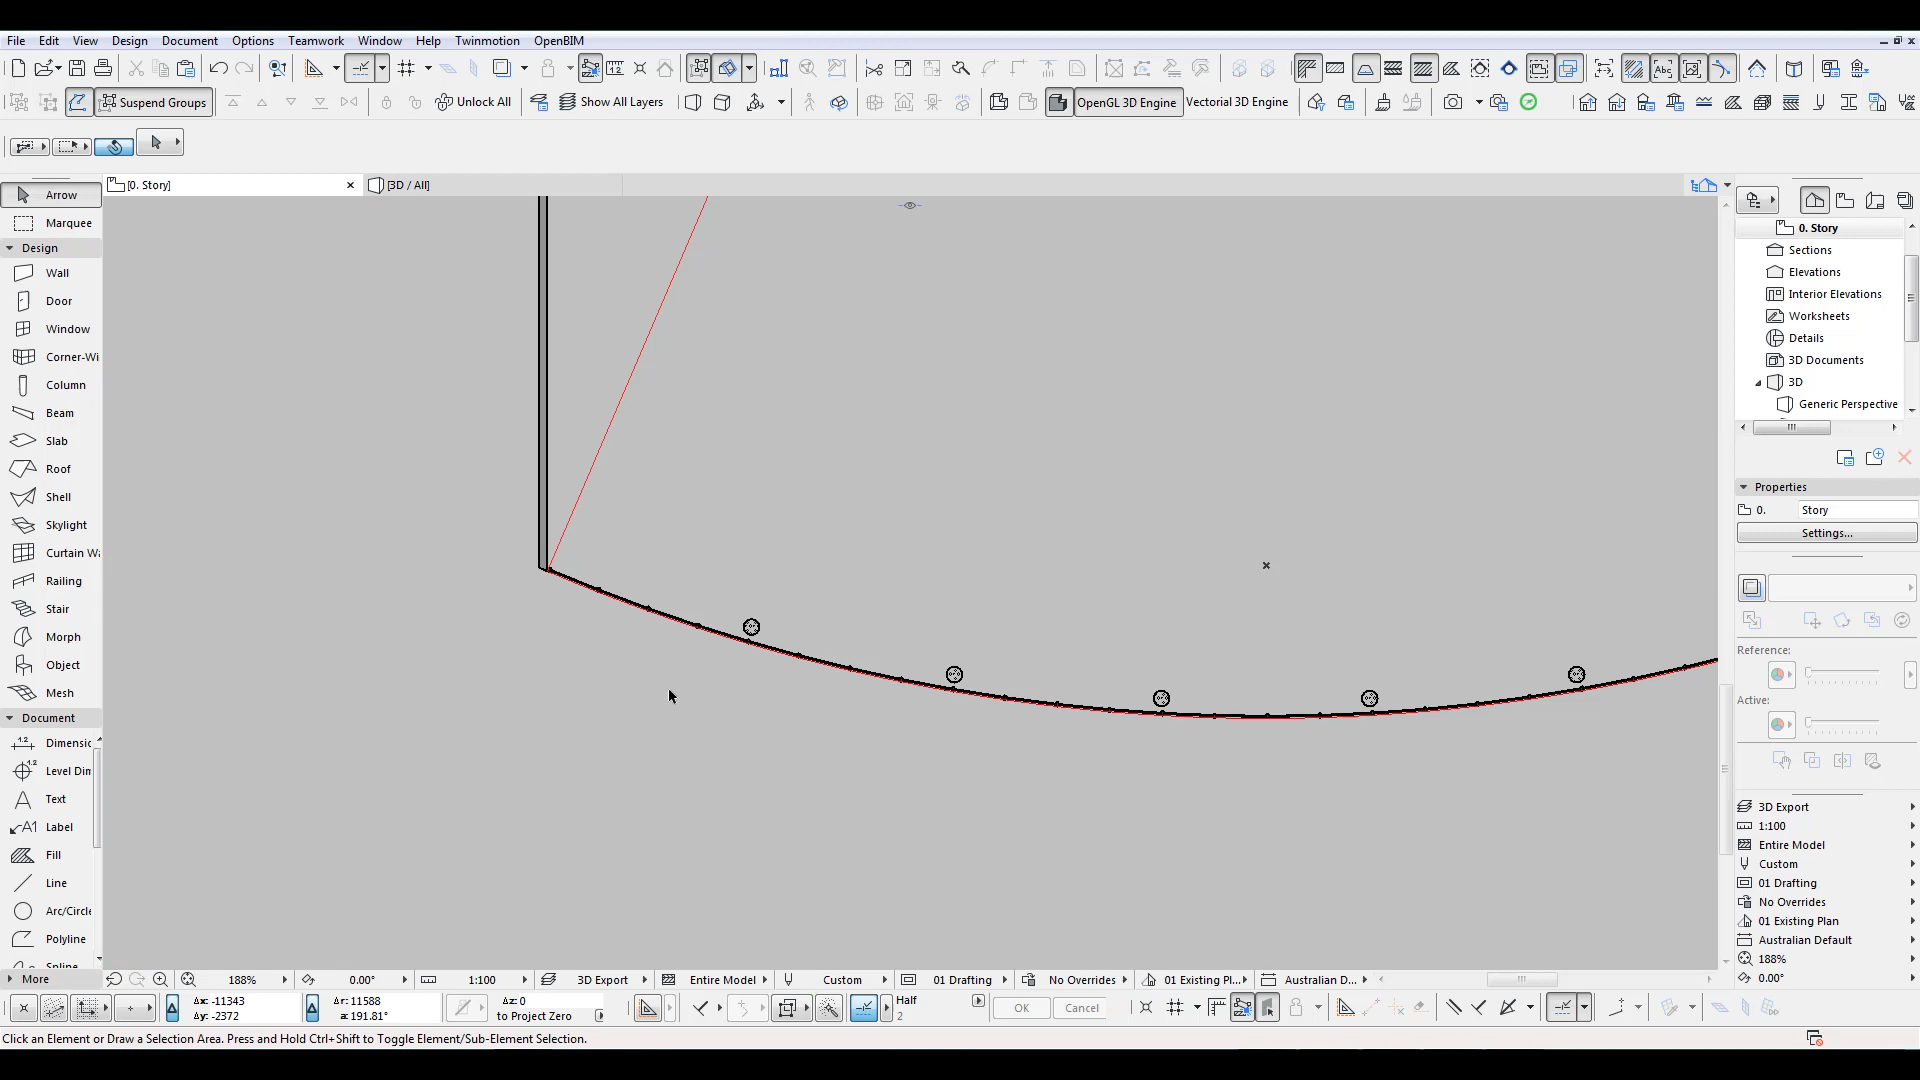 File Edit View Design Document Options Teamwork Window Help Twinmotion OpenBIM
Suspend Groups Unlock All Show All Layers OpenGL 3D Engine Vectorial 3D Engine
[0. Story] [3D / All]
Arrow
Marquee
Design
Wall
Door
Window
Corner-Wi
Column
Beam
Slab
Roof
Shell
Skylight
Curtain Wa
Railing
Stair
Morph
Object
Mesh
Document
Dimensic
Level Dim
Text
Label
Fill
Line
Arc/Circle
Polyline
More
0. Story
Sections
Elevations
Interior Elevations
Worksheets
Details
3D Documents
3D
Generic Perspective
Properties
0. Story
Settings...
Reference:
Active:
3D Export
1:100
Entire Model
Custom
01 Drafting
No Overrides
01 Existing Plan
Australian Default
188%
0.00°
188% 0.00° 1:100 3D Export Entire Model Custom 01 Drafting No Overrides 01 Existing Pl... Australian D...
Δx: -11343 Δr: 11588 Δz: 0 Half OK Cancel
Δy: -2372 a: 191.81° to Project Zero 2
Click an Element or Draw a Selection Area. Press and Hold Ctrl+Shift to Toggle Element/Sub-Element Selection.